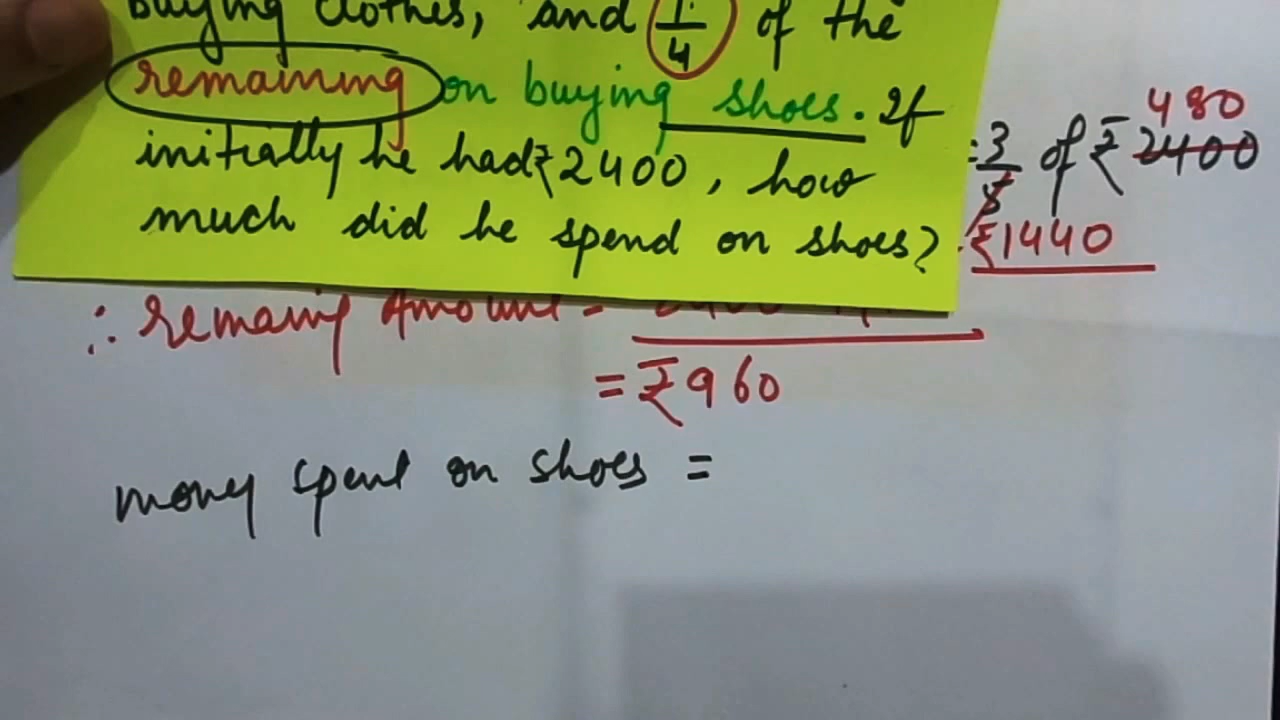 buying clothes, and 1/4 of the
remaining on buying shoes. If
initially he had ₹2400, how
much did he spend on shoes?
480
= 3/5 of ₹ 2400
₹1440
∴ remaing Amount =
= ₹960
money spent on shoes =